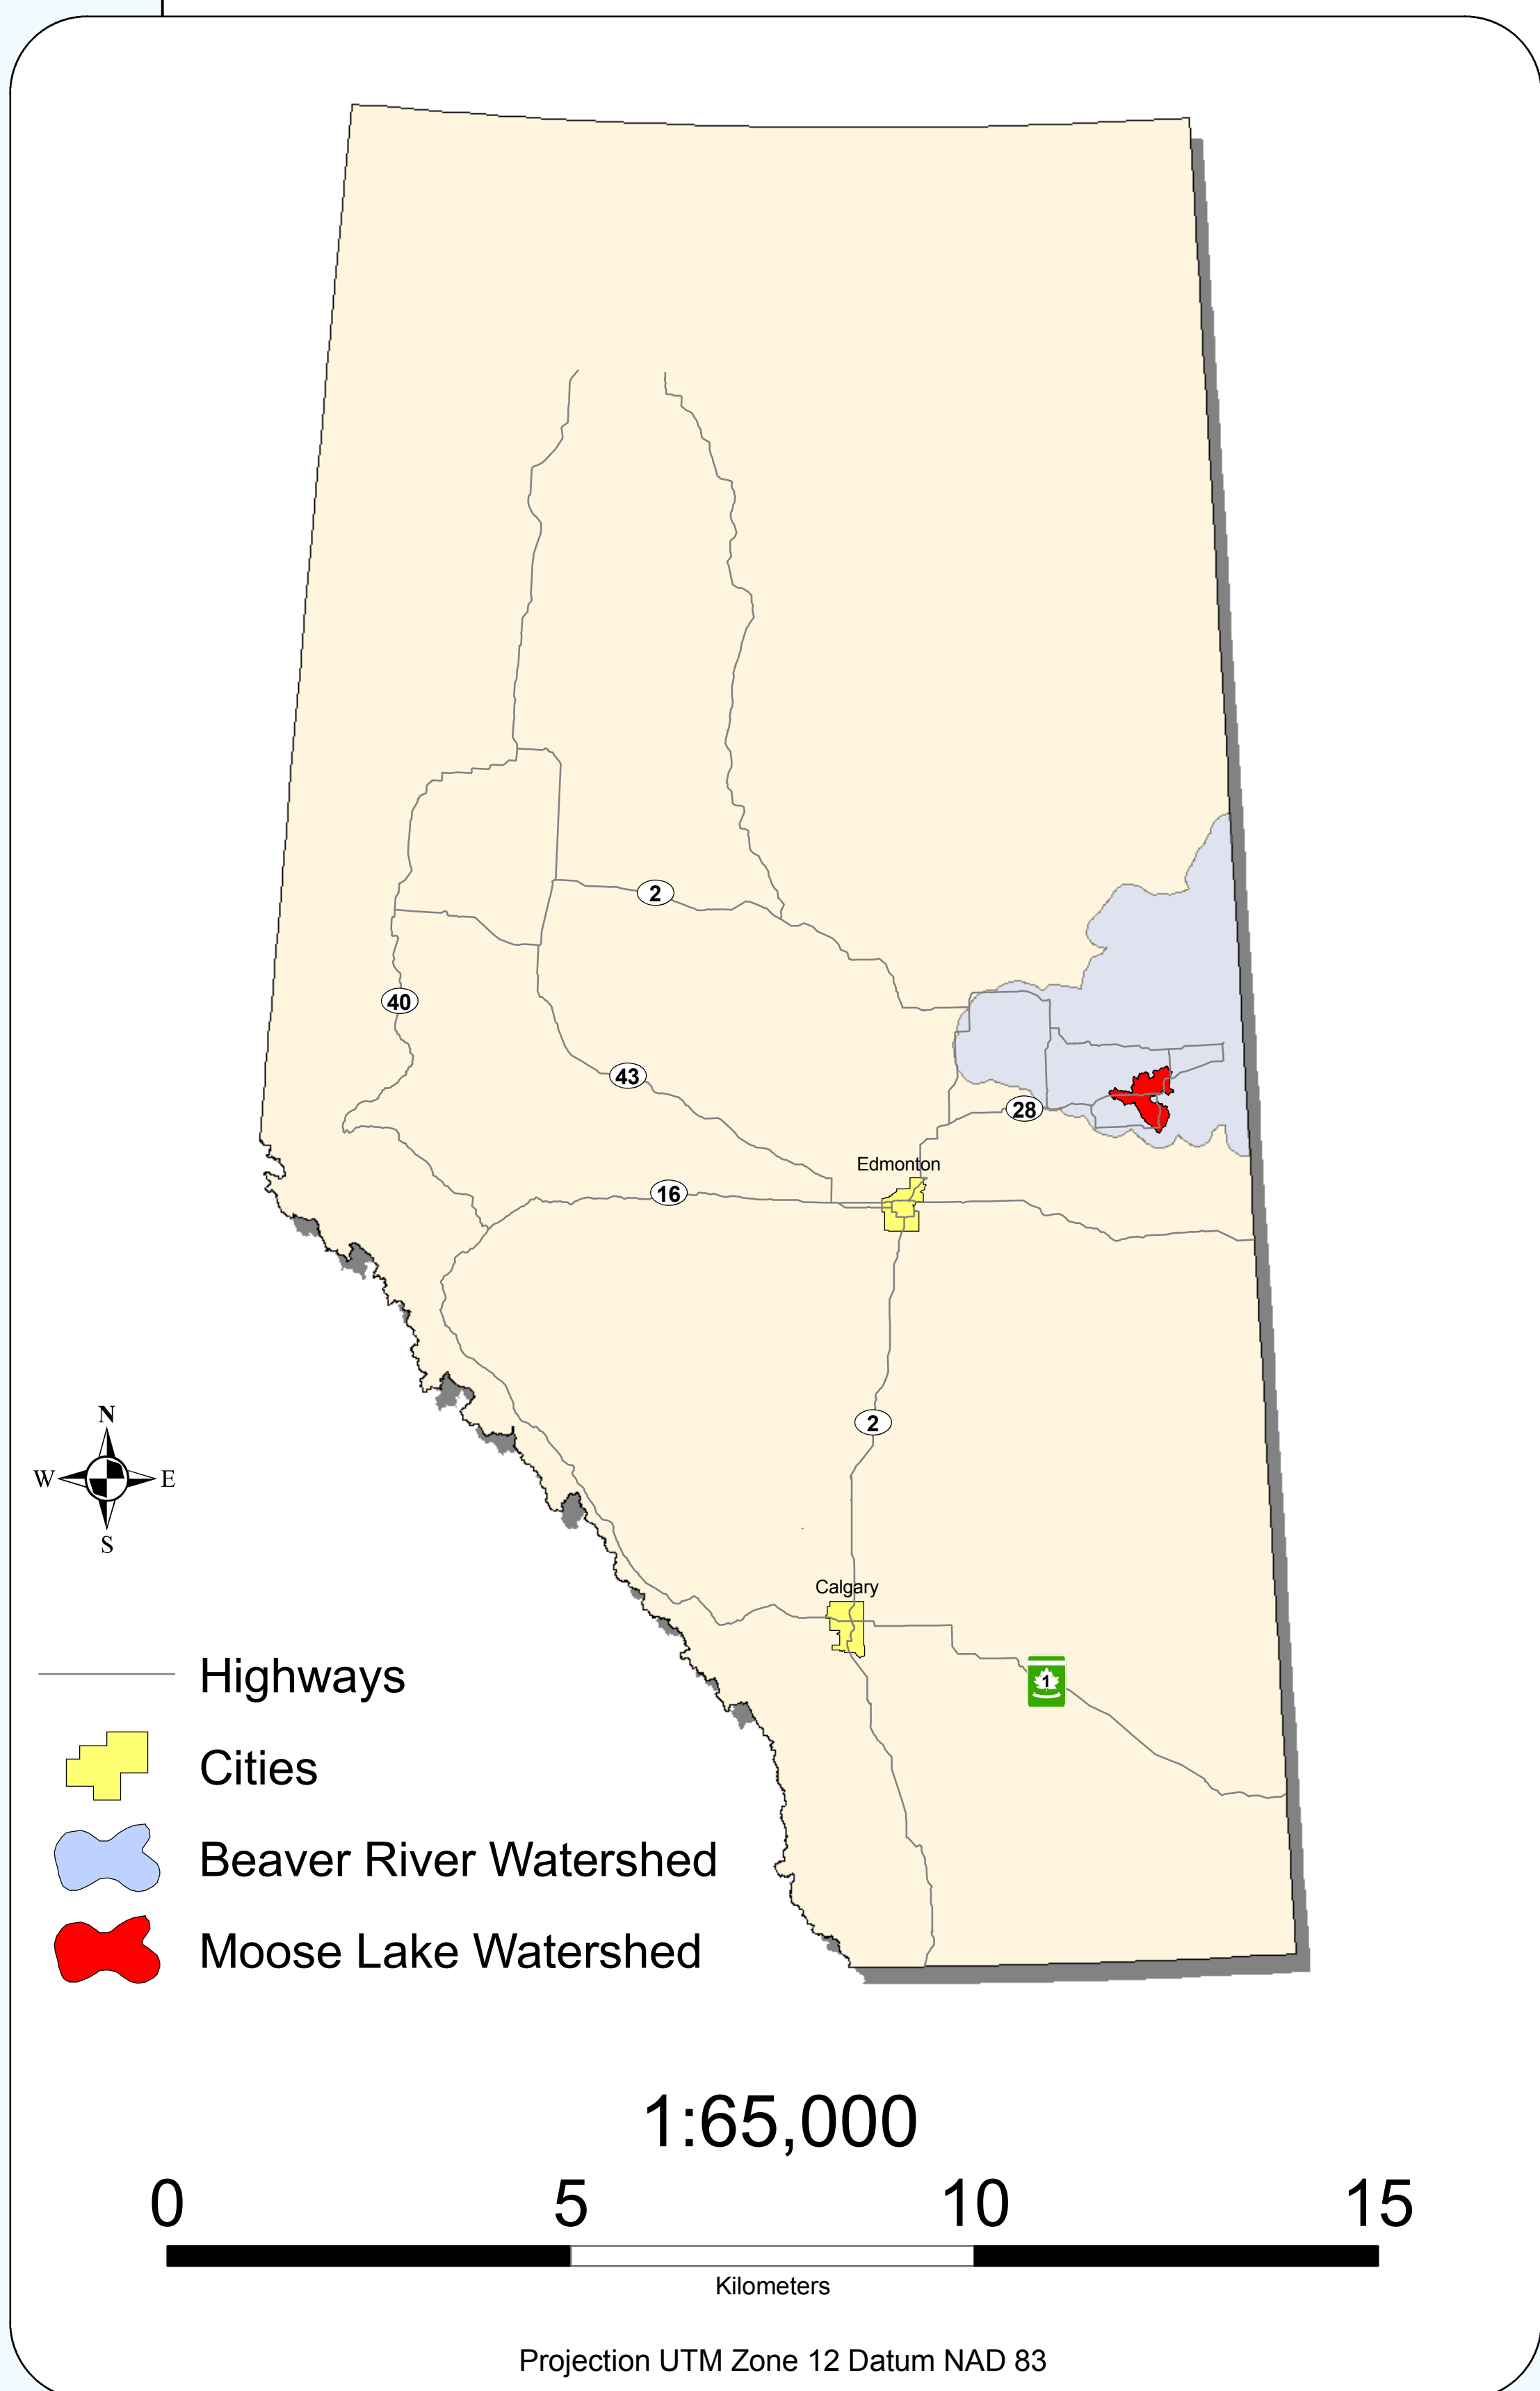 2
40
43
28
Edmonton
16
2
N
W E
S
Calgary
1
Highways
Cities
Beaver River Watershed
Moose Lake Watershed
1:65,000
0 5 10 15
Kilometers
Projection UTM Zone 12 Datum NAD 83